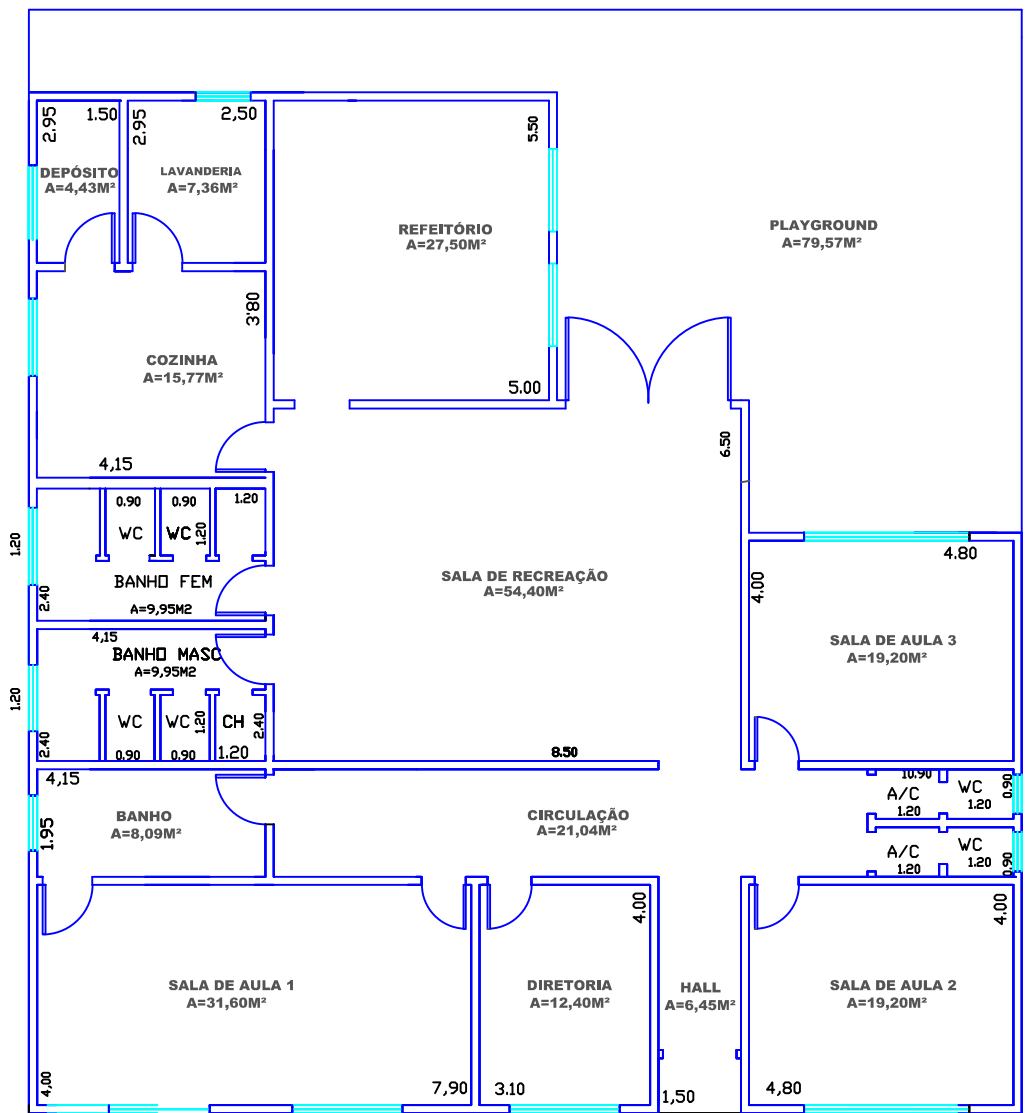 2.95
1.50
2.95
2,50
5.50
DEPÓSITO
A=4,43M²
LAVANDERIA
A=7,36M²
REFEITÓRIO
A=27,50M²
PLAYGROUND
A=79,57M²
3.80
COZINHA
A=15,77M²
5.00
4,15
6.50
0.90
0.90
1.20
WC
WC
1.20
1.20
BANHO FEM
A=9,95M2
2.40
SALA DE RECREAÇÃO
A=54,40M²
4.80
4.00
4,15
BANHO MASC
A=9,95M2
SALA DE AULA 3
A=19,20M²
1.20
WC
WC
1.20
CH
2.40
2.40
0.90
0.90
1.20
8.50
4,15
10.90
A/C
1.20
WC
1.20
0.90
BANHO
A=8,09M²
1.95
CIRCULAÇÃO
A=21,04M²
A/C
1.20
WC
1.20
0.90
4.00
4.00
SALA DE AULA 1
A=31,60M²
DIRETORIA
A=12,40M²
HALL
A=6,45M²
SALA DE AULA 2
A=19,20M²
4,00
7,90
3.10
1,50
4,80